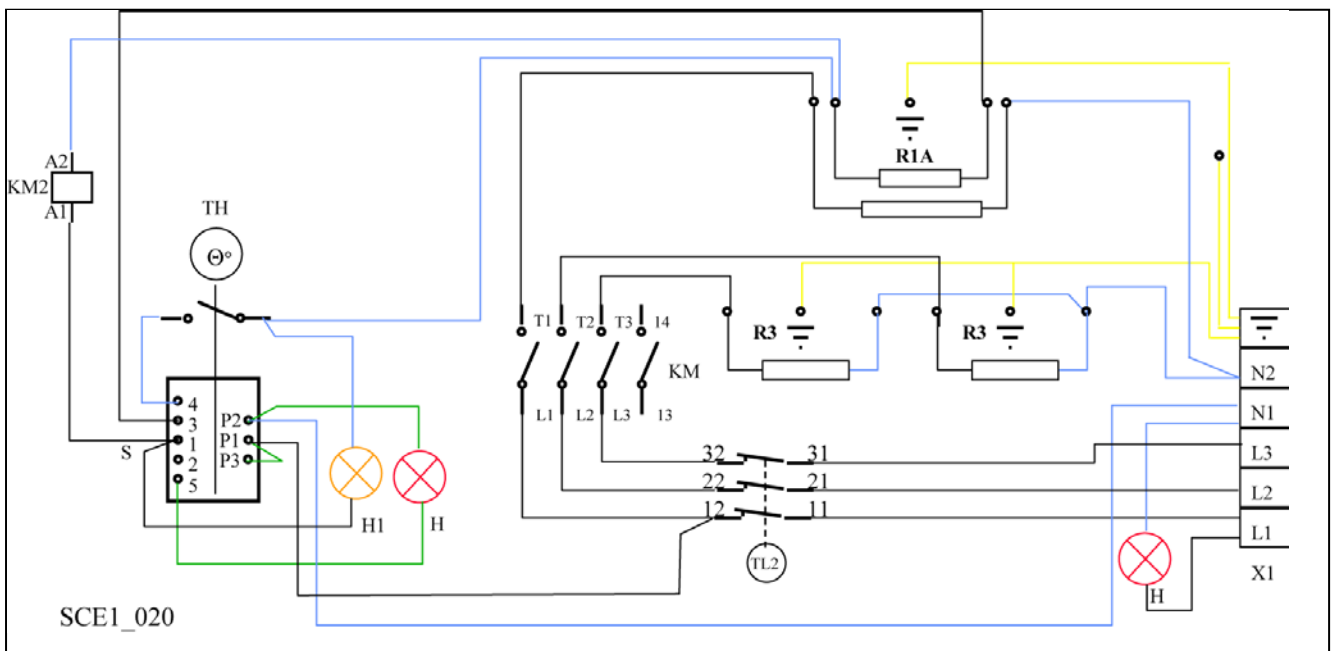 R1A
A2
KM2
A1
TH
Θ°
T1 T2 T3 14
KM
L1 L2 L3 13
R3 R3
N2
N1
L3
L2
L1
X1
4
3 P2
1 P1
2 P3
5
S
H1 H
32 31
22 21
12 11
TL2
H
SCE1_020